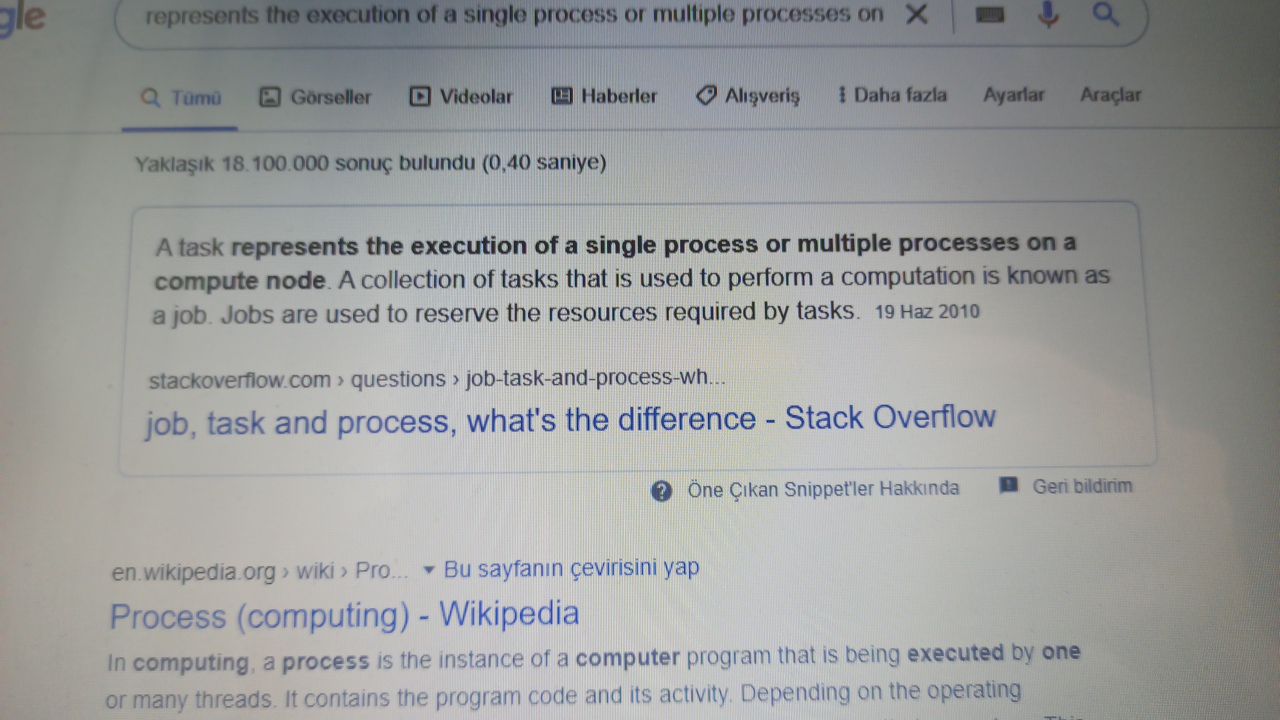 gle represents the execution of a single process or multiple processes on
Tümü Görseller Videolar Haberler Alışveriş Daha fazla Ayarlar Araçlar
Yaklaşık 18.100.000 sonuç bulundu (0,40 saniye)
A task represents the execution of a single process or multiple processes on a
compute node. A collection of tasks that is used to perform a computation is known as
a job. Jobs are used to reserve the resources required by tasks. 19 Haz 2010
stackoverflow.com › questions › job-task-and-process-wh...
job, task and process, what's the difference - Stack Overflow
Öne Çıkan Snippet'ler Hakkında Geri bildirim
en.wikipedia.org › wiki › Pro... Bu sayfanın çevirisini yap
Process (computing) - Wikipedia
In computing, a process is the instance of a computer program that is being executed by one
or many threads. It contains the program code and its activity. Depending on the operating